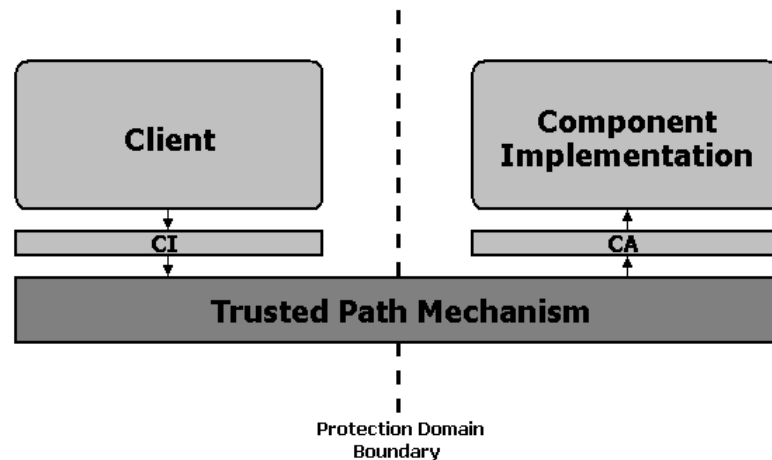 Client
Component
Implementation
CI
CA
Trusted Path Mechanism
Protection Domain
Boundary